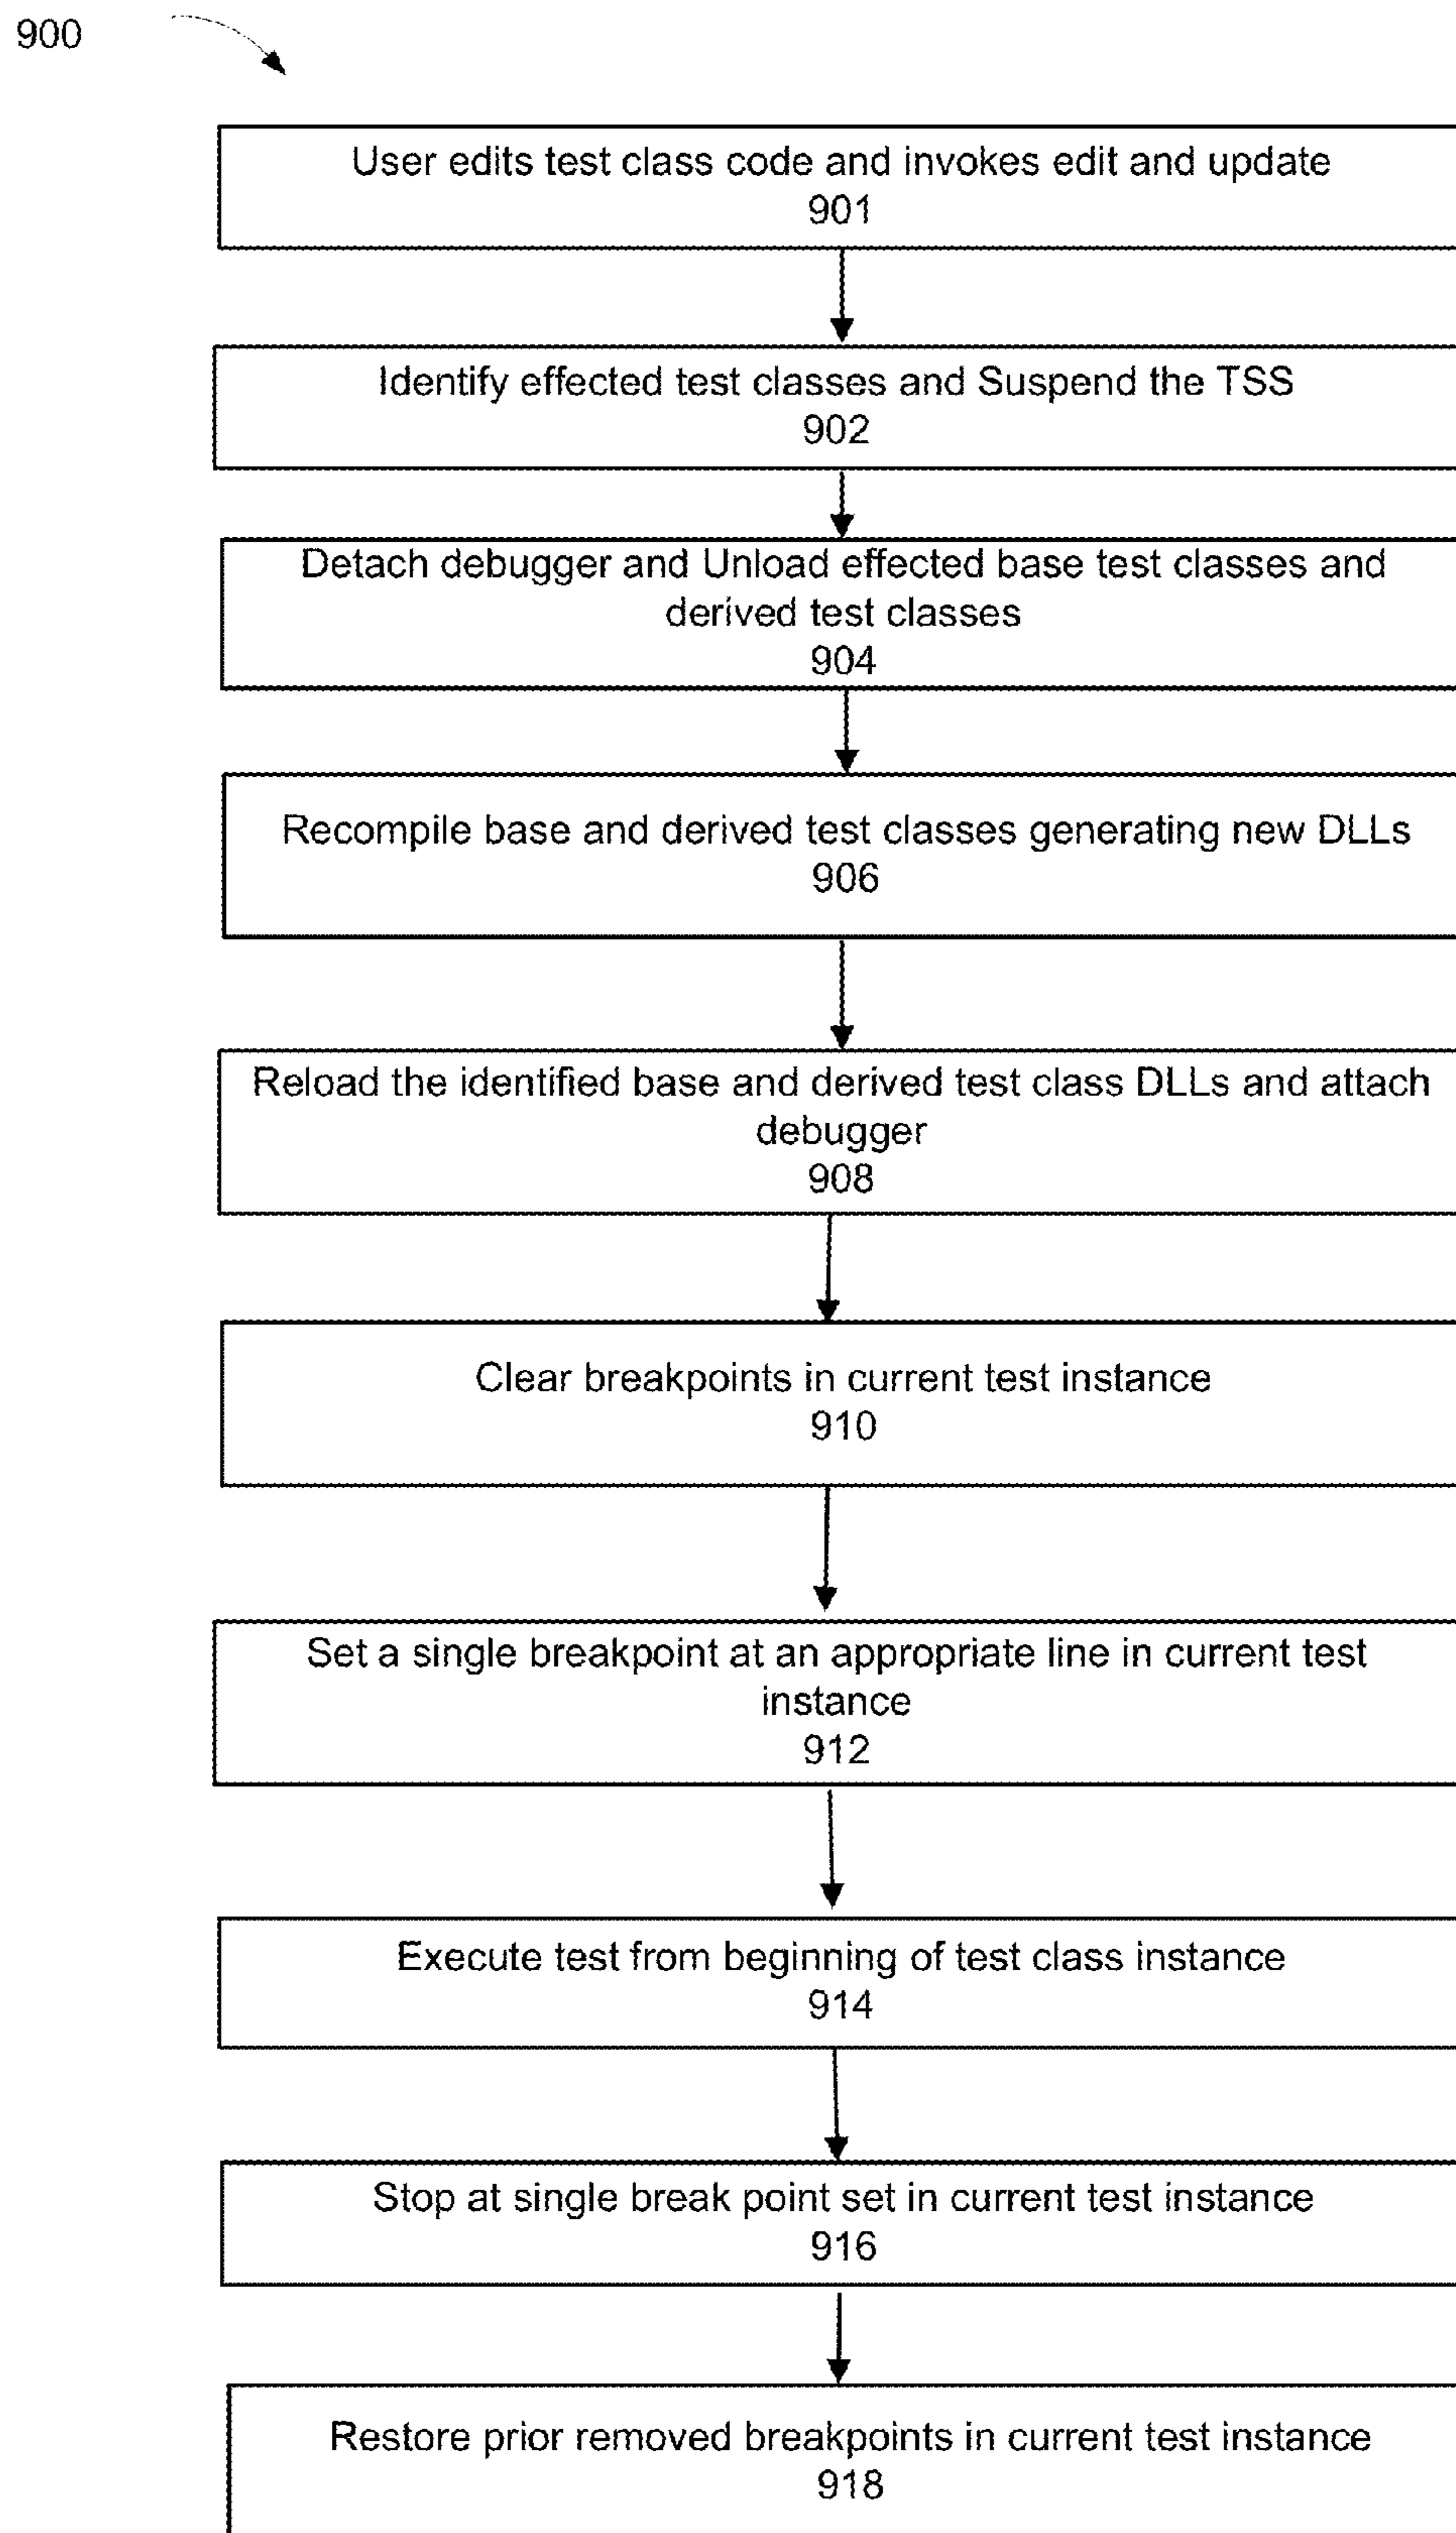 900
User edits test class code and invokes edit and update
901
Identify effected test classes and Suspend the TSS
902
Detach debugger and Unload effected base test classes and
derived test classes
904
Recompile base and derived test classes generating new DLLs
906
Reload the identified base and derived test class DLLs and attach
debugger
908
Clear breakpoints in current test instance
910
Set a single breakpoint at an appropriate line in current test
instance
912
Execute test from beginning of test class instance
914
Stop at single break point set in current test instance
916
Restore prior removed breakpoints in current test instance
918